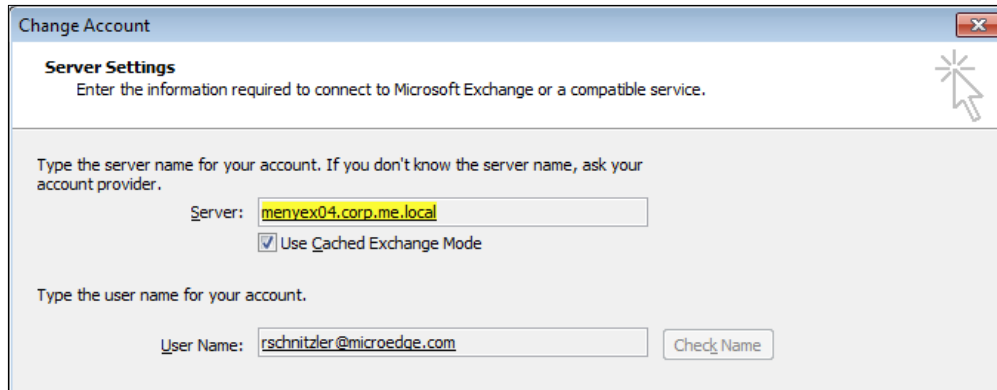 Change Account
Server Settings
Enter the information required to connect to Microsoft Exchange or a compatible service.
Type the server name for your account. If you don't know the server name, ask your
account provider.
Server: menyex04.corp.me.local
Use Cached Exchange Mode
Type the user name for your account.
User Name: rschnitzler@microedge.com Check Name